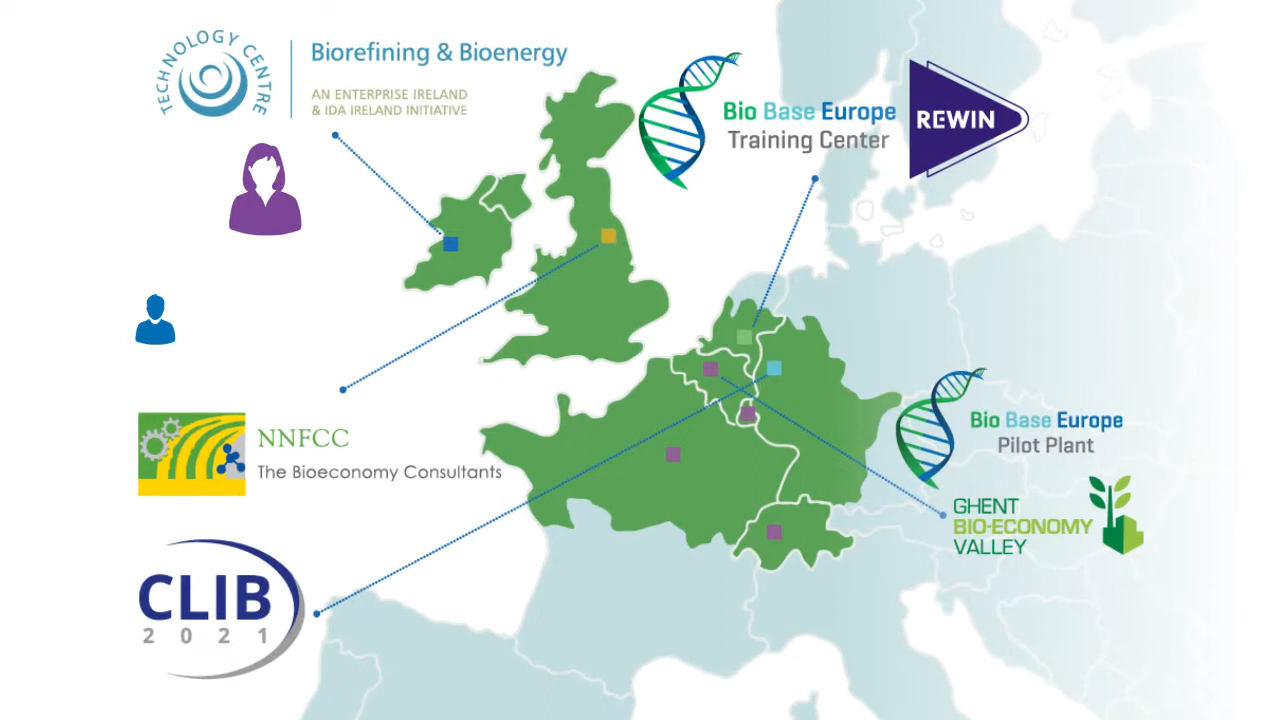 TECHNOLOGY CENTRE
Biorefining & Bioenergy
AN ENTERPRISE IRELAND
& IDA IRELAND INITIATIVE
Bio Base Europe
Training Center
REWIN
NNFCC
The Bioeconomy Consultants
Bio Base Europe
Pilot Plant
GHENT
BIO-ECONOMY
VALLEY
CLIB
2021